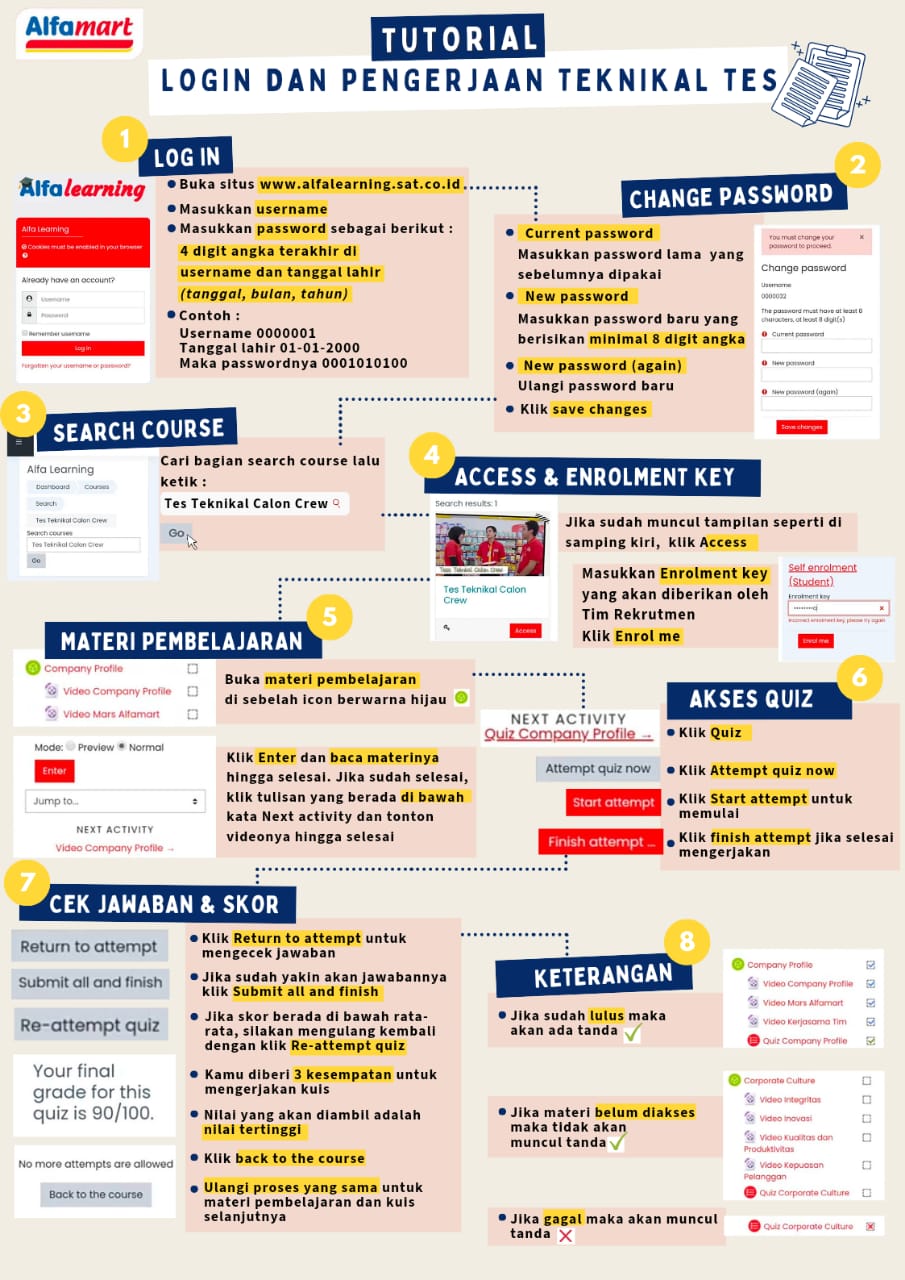 Alfamart
TUTORIAL
LOGIN DAN PENGERJAAN TEKNIKAL TES
1
LOG IN
Alfalearning
Alfa Learning
Cookies must be enabled in your browser
Already have an account?
Username
Password
Remember username
Log in
Forgotten your username or password?
Buka situs www.alfalearning.sat.co.id
Masukkan username
Masukkan password sebagai berikut :
4 digit angka terakhir di
username dan tanggal lahir
(tanggal, bulan, tahun)
Contoh :
Username 0000001
Tanggal lahir 01-01-2000
Maka passwordnya 0001010100
2
CHANGE PASSWORD
Current password
Masukkan password lama yang
sebelumnya dipakai
New password
Masukkan password baru yang
berisikan minimal 8 digit angka
New password (again)
Ulangi password baru
Klik save changes
You must change your
password to proceed.
×
Change password
Username
0000032
The password must have at least 8
characters, at least 8 digit(s)
Current password
New password
New password (again)
Save changes
3
SEARCH COURSE
Alfa Learning
Dashboard
Courses
Search
Tes Teknikal Calon Crew
Search courses
Tes Teknikal Calon Crew
Go
Cari bagian search course lalu
ketik :
Tes Teknikal Calon Crew
Go
4
ACCESS & ENROLMENT KEY
Search results: 1
Tes Teknikal Calon Crew
Tes Teknikal Calon
Crew
Access
Jika sudah muncul tampilan seperti di
samping kiri, klik Access
Masukkan Enrolment key
yang akan diberikan oleh
Tim Rekrutmen
Klik Enrol me
Self enrolment
(Student)
Enrolment key
Incorrect enrolment key, please try again
Enrol me
5
MATERI PEMBELAJARAN
Company Profile
Video Company Profile
Video Mars Alfamart
Buka materi pembelajaran
di sebelah icon berwarna hijau
Mode: Preview Normal
Enter
Jump to...
NEXT ACTIVITY
Video Company Profile →
Klik Enter dan baca materinya
hingga selesai. Jika sudah selesai,
klik tulisan yang berada di bawah
kata Next activity dan tonton
videonya hingga selesai
6
AKSES QUIZ
NEXT ACTIVITY
Quiz Company Profile →
Attempt quiz now
Start attempt
Finish attempt ...
Klik Quiz
Klik Attempt quiz now
Klik Start attempt untuk
memulai
Klik finish attempt jika selesai
mengerjakan
7
CEK JAWABAN & SKOR
Return to attempt
Submit all and finish
Re-attempt quiz
Your final
grade for this
quiz is 90/100.
No more attempts are allowed
Back to the course
Klik Return to attempt untuk
mengecek jawaban
Jika sudah yakin akan jawabannya
klik Submit all and finish
Jika skor berada di bawah rata-
rata, silakan mengulang kembali
dengan klik Re-attempt quiz
Kamu diberi 3 kesempatan untuk
mengerjakan kuis
Nilai yang akan diambil adalah
nilai tertinggi
Klik back to the course
Ulangi proses yang sama untuk
materi pembelajaran dan kuis
selanjutnya
8
KETERANGAN
Jika sudah lulus maka
akan ada tanda
Company Profile
Video Company Profile
Video Mars Alfamart
Video Kerjasama Tim
Quiz Company Profile
Jika materi belum diakses
maka tidak akan
muncul tanda
Corporate Culture
Video Integritas
Video Inovasi
Video Kualitas dan
Produktivitas
Video Kepuasan
Pelanggan
Quiz Corporate Culture
Jika gagal maka akan muncul
tanda
Quiz Corporate Culture